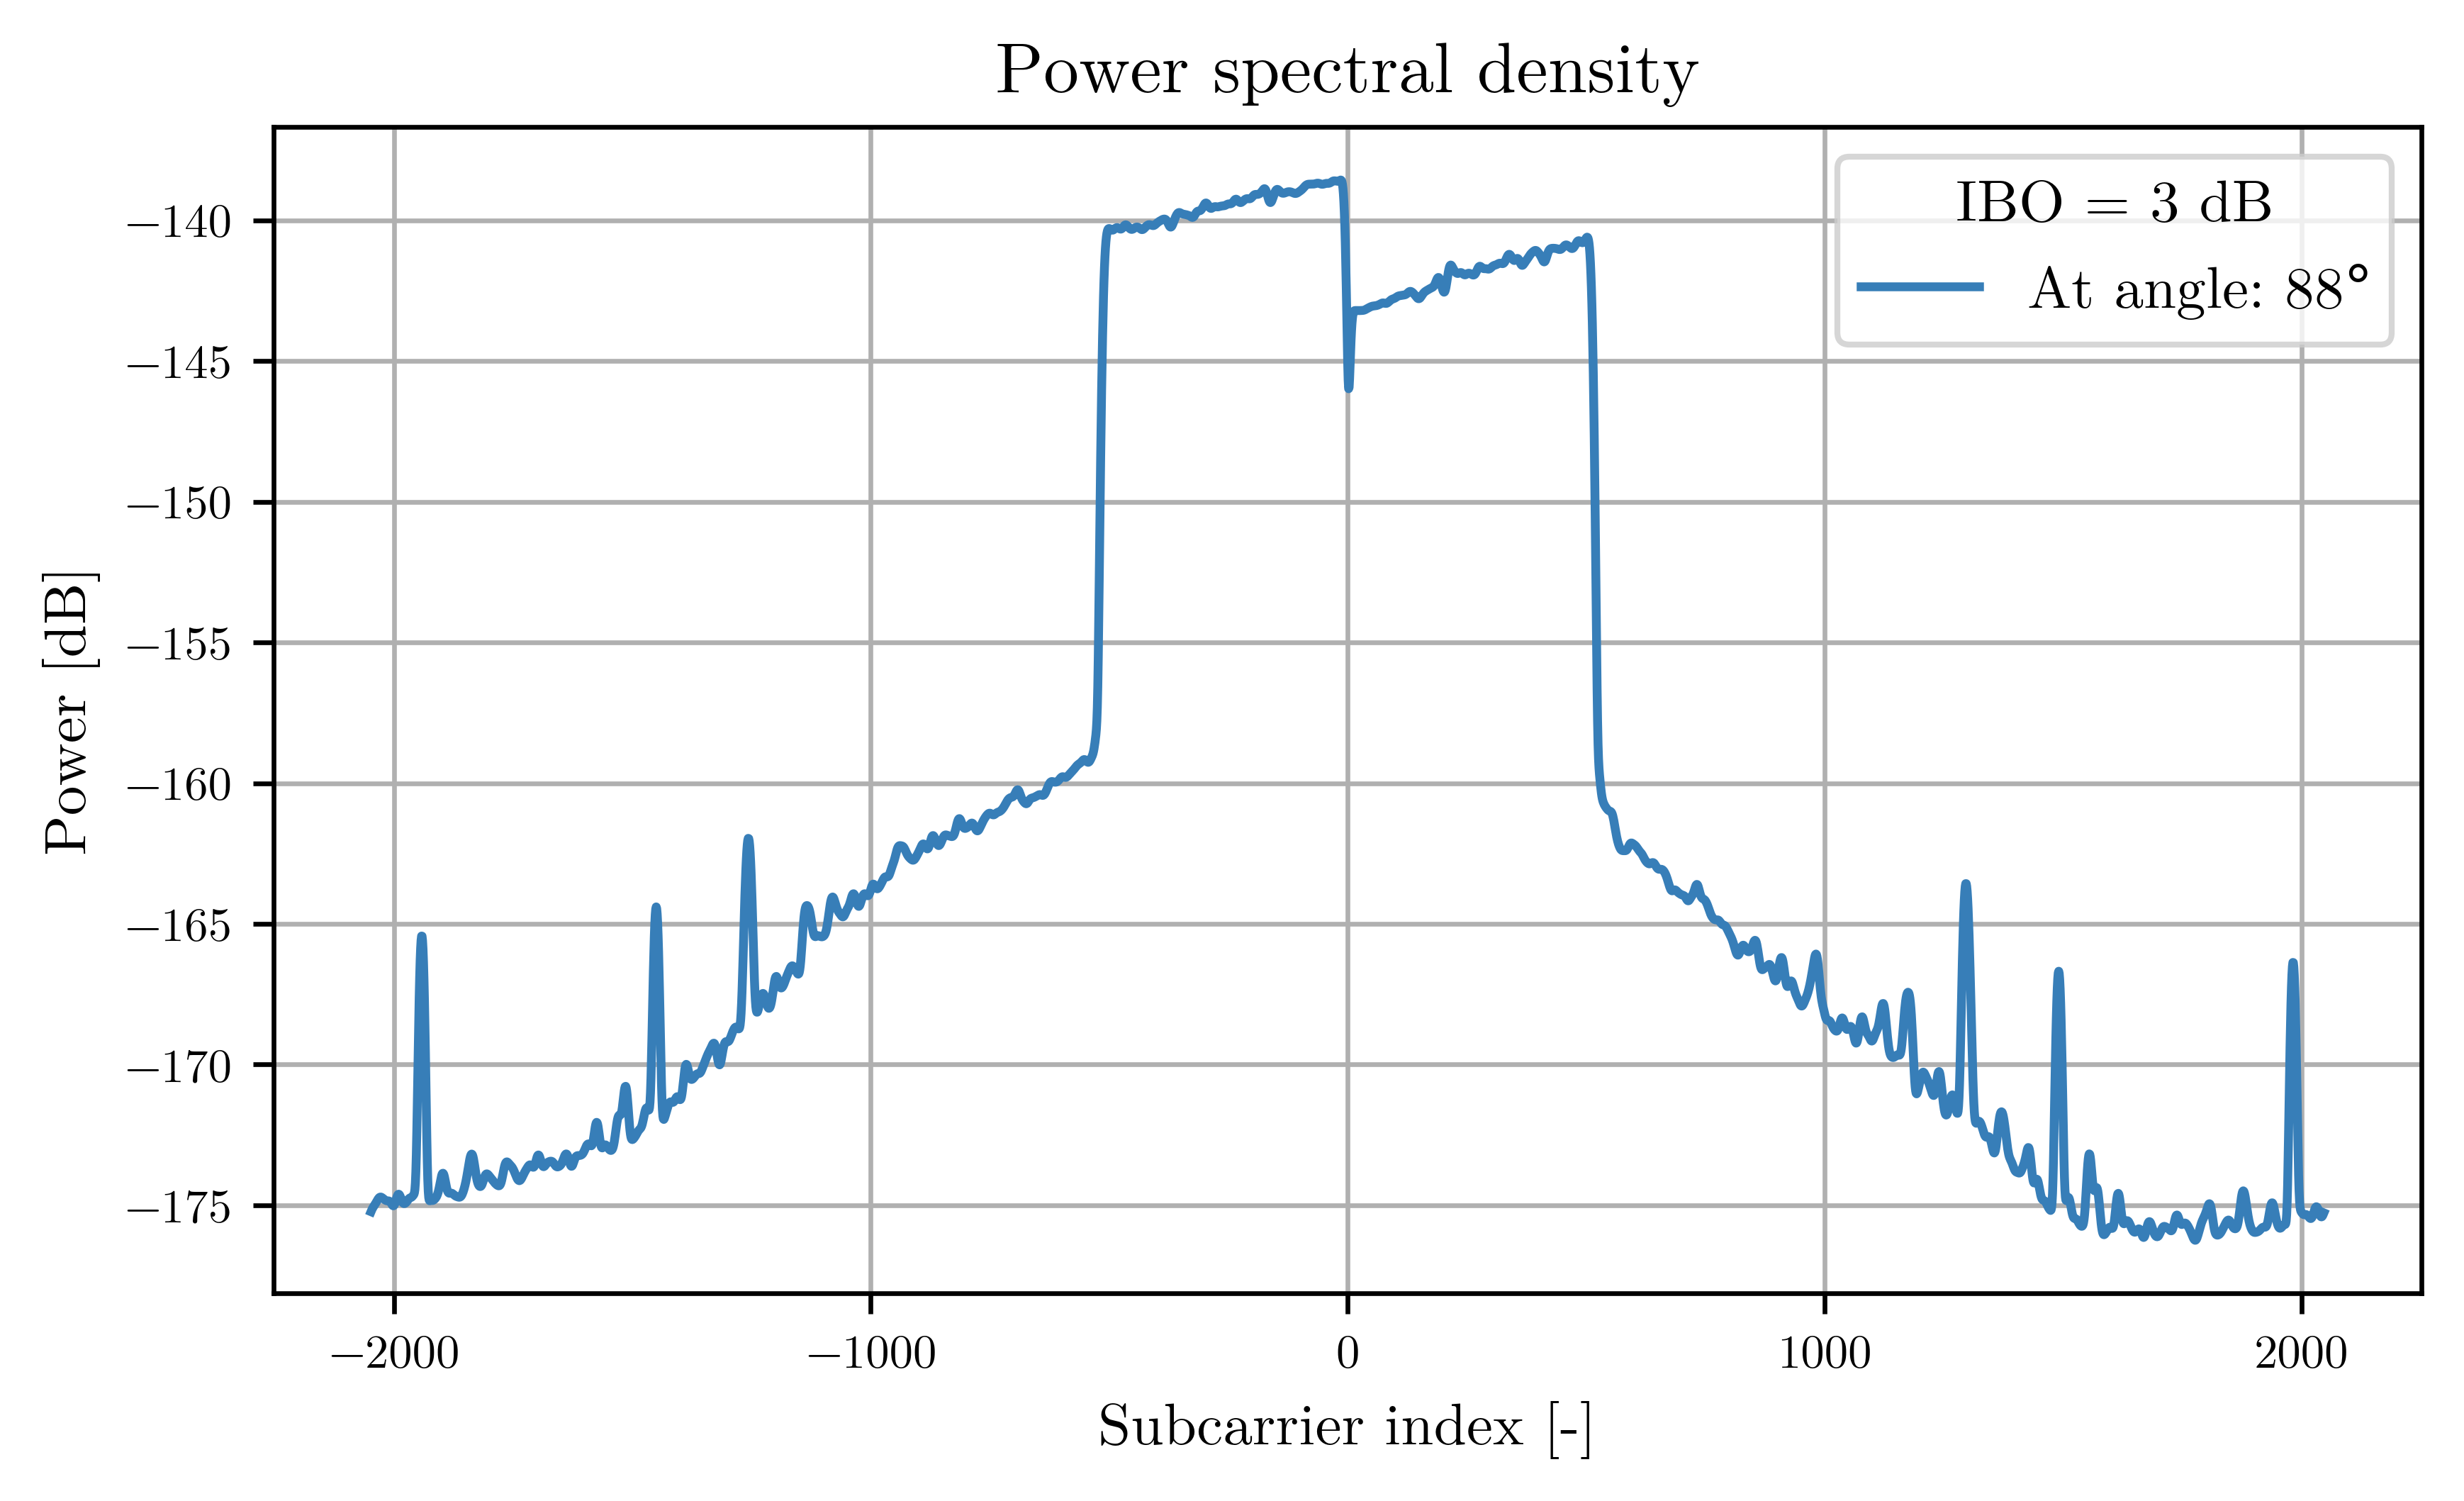 Power spectral density
IBO = 3 dB
At angle: 88°
Power [dB]
−140
−145
−150
−155
−160
−165
−170
−175
−2000
−1000
0
1000
2000
Subcarrier index [-]